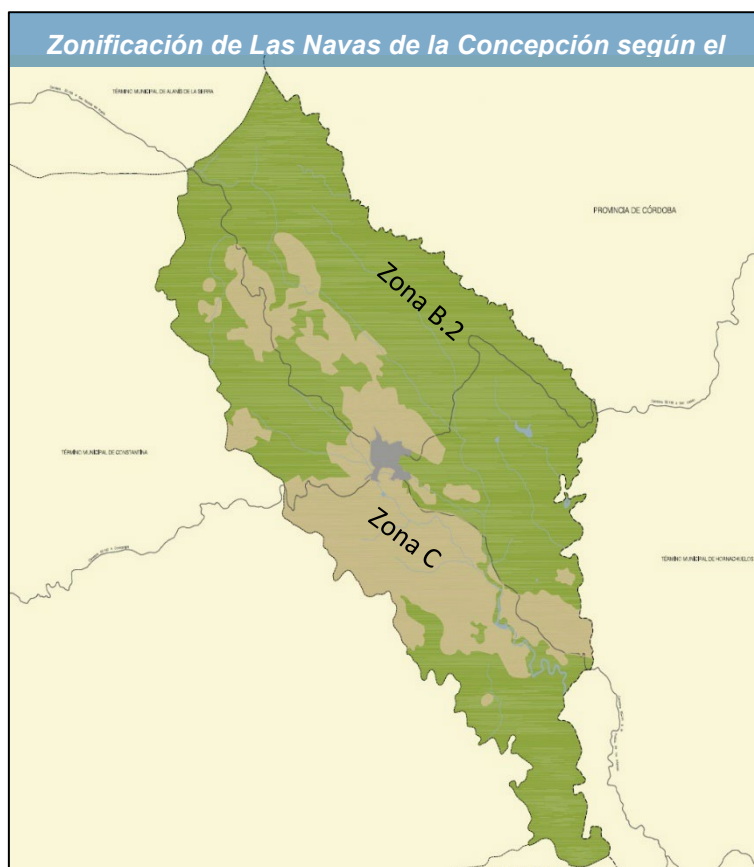 Zonificación de Las Navas de la Concepción según el
TÉRMINO MUNICIPAL DE ALANÍS DE LA SIERRA
PROVINCIA DE CÓRDOBA
Zona B.2
TÉRMINO MUNICIPAL DE CONSTANTINA
Zona C
TÉRMINO MUNICIPAL DE HORNACHUELOS